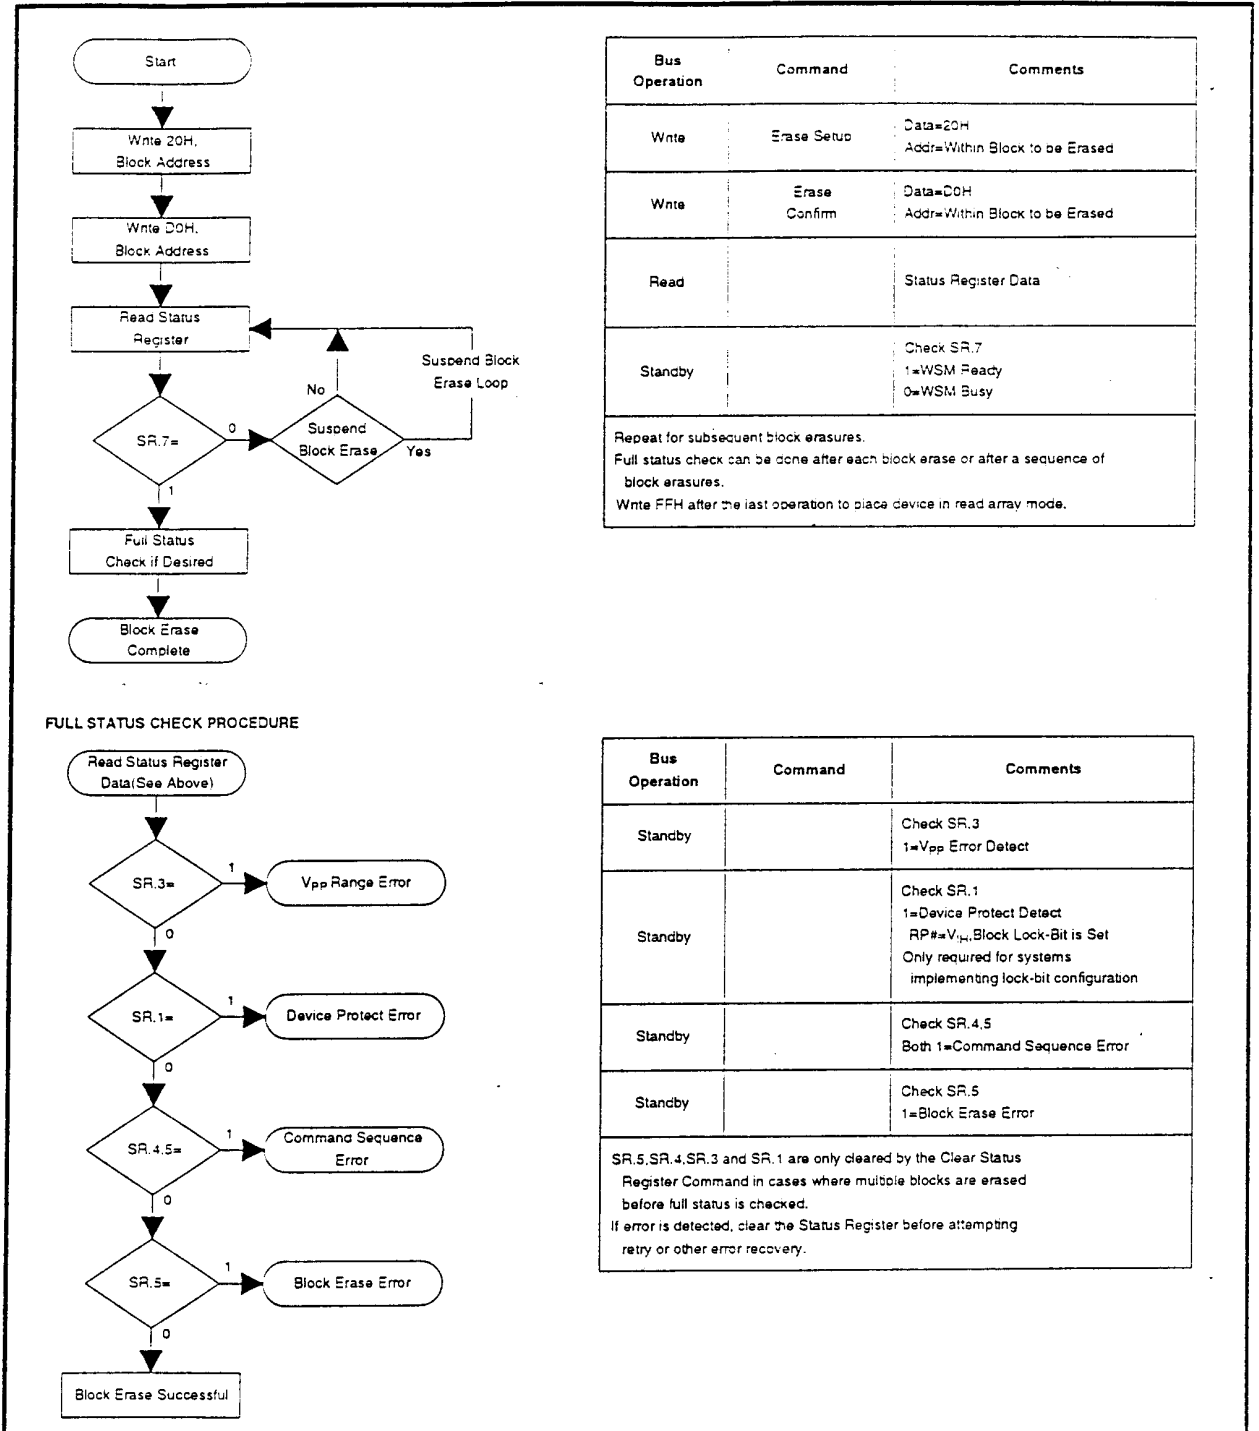 Start
Write 20H,
Block Address
Write D0H,
Block Address
Read Status
Register
Suspend Block
Erase Loop
No
SR.7=
0
Suspend
Block Erase
Yes
1
Full Status
Check if Desired
Block Erase
Complete
Bus
Operation
Command
Comments
Write
Erase Setup
Data=20H
Addr=Within Block to be Erased
Write
Erase
Confirm
Data=D0H
Addr=Within Block to be Erased
Read
Status Register Data
Standby
Check SR.7
1=WSM Ready
0=WSM Busy
Repeat for subsequent block erasures.
Full status check can be done after each block erase or after a sequence of
block erasures.
Write FFH after the last operation to place device in read array mode.
FULL STATUS CHECK PROCEDURE
Read Status Register
Data(See Above)
SR.3=
1
VPP Range Error
0
SR.1=
1
Device Protect Error
0
SR.4,5=
1
Command Sequence
Error
0
SR.5=
1
Block Erase Error
0
Block Erase Successful
Bus
Operation
Command
Comments
Standby
Check SR.3
1=VPP Error Detect
Standby
Check SR.1
1=Device Protect Detect
RP#=VIH,Block Lock-Bit is Set
Only required for systems
implementing lock-bit configuration
Standby
Check SR.4,5
Both 1=Command Sequence Error
Standby
Check SR.5
1=Block Erase Error
SR.5,SR.4,SR.3 and SR.1 are only cleared by the Clear Status
Register Command in cases where multiple blocks are erased
before full status is checked.
If error is detected, clear the Status Register before attempting
retry or other error recovery.